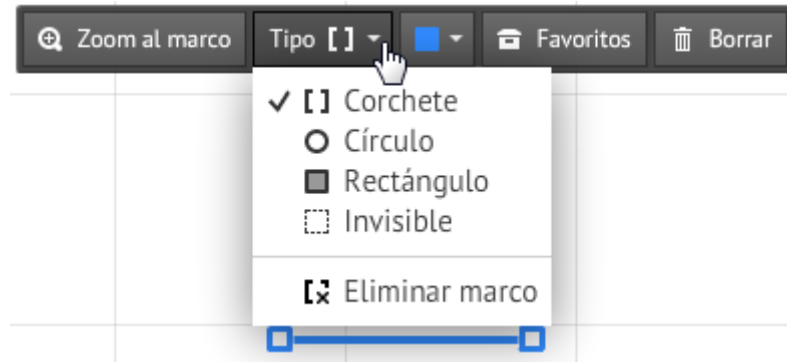 Zoom al marco Tipo [ ] Favoritos Borrar
Corchete
Círculo
Rectángulo
Invisible
Eliminar marco